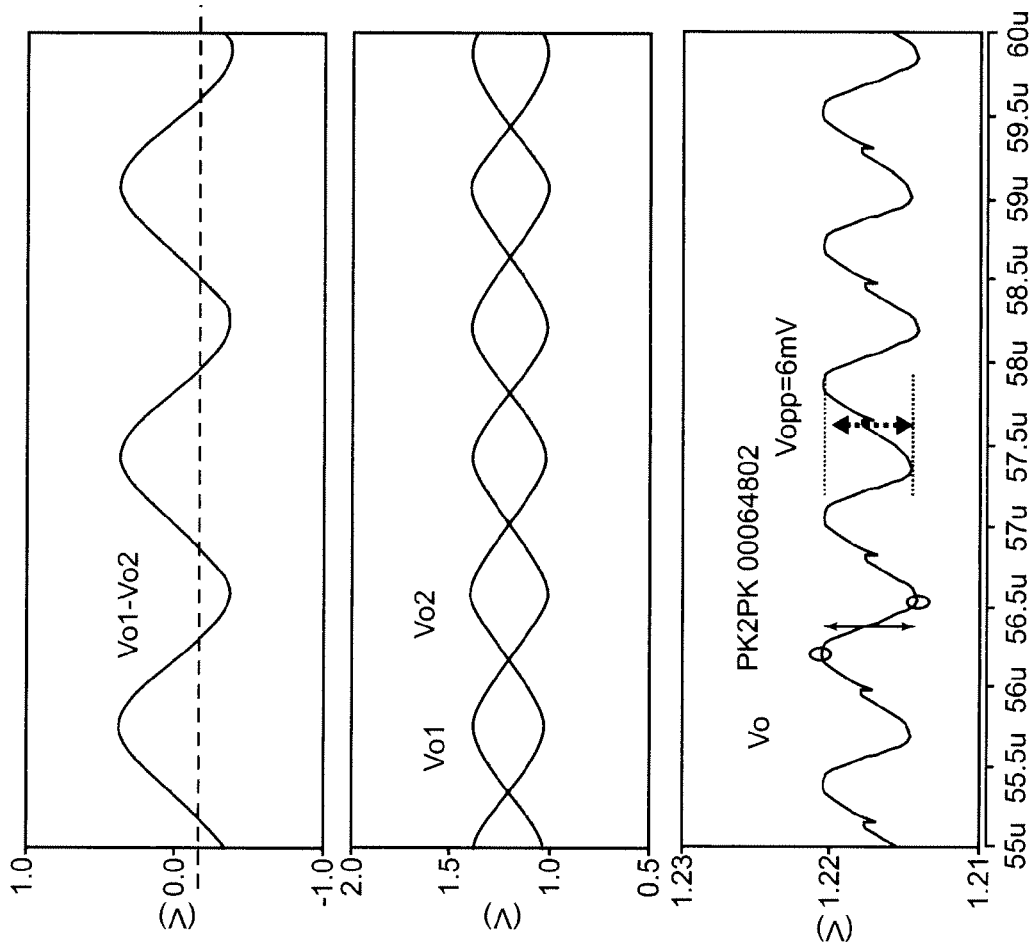 1.0
(V) 0.0
-1.0
Vo1-Vo2
2.0
1.5
(V)
1.0
0.5
Vo1
Vo2
1.23
(V) 1.22
1.21
Vo
PK2PK 00064802
Vopp=6mV
55u 55.5u 56u 56.5u 57u 57.5u 58u 58.5u 59u 59.5u 60u